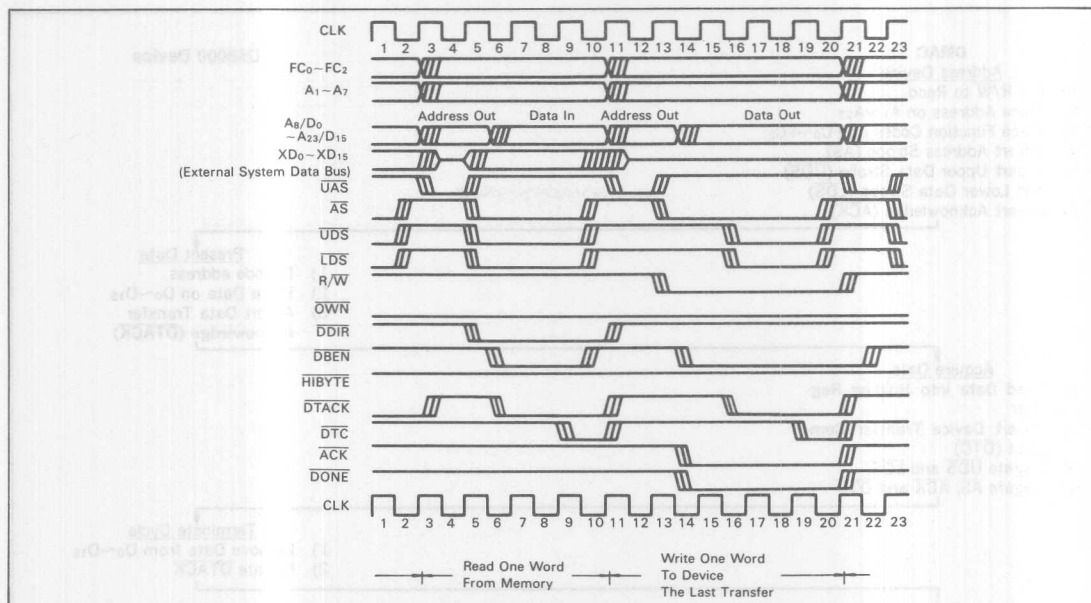 CLK
1 2 3 4 5 6 7 8 9 10 11 12 13 14 15 16 17 18 19 20 21 22 23
FC₀~FC₂
A₁~A₇
Address Out Data In Address Out Data Out
A₈/D₀
~A₂₃/D₁₅
XD₀~XD₁₅
(External System Data Bus)
UAS
AS
UDS
LDS
R/W
OWN
DDIR
DBEN
HIBYTE
DTACK
DTC
ACK
DONE
CLK
1 2 3 4 5 6 7 8 9 10 11 12 13 14 15 16 17 18 19 20 21 22 23
Read One Word
From Memory
Write One Word
To Device
The Last Transfer